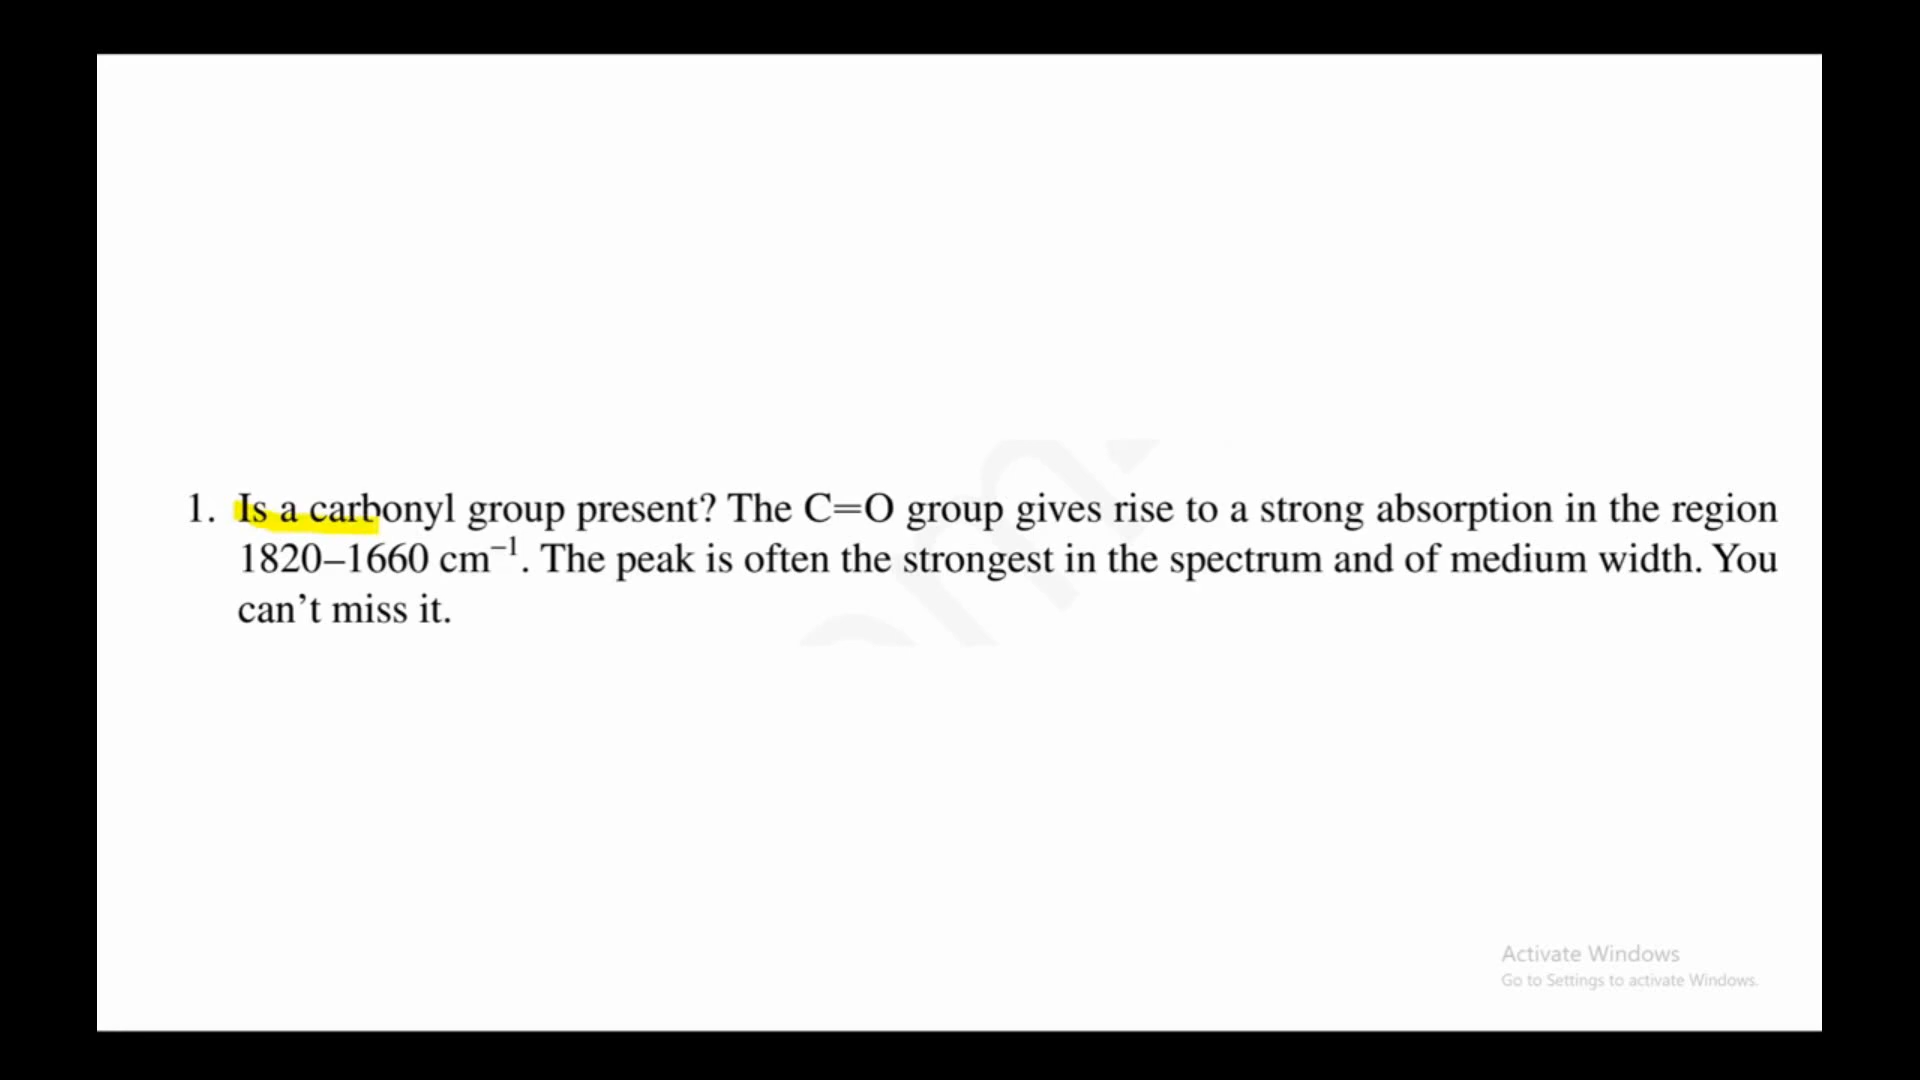 1. Is a carbonyl group present? The C=O group gives rise to a strong absorption in the region
1820–1660 cm⁻¹. The peak is often the strongest in the spectrum and of medium width. You
can’t miss it.
Activate Windows
Go to Settings to activate Windows.